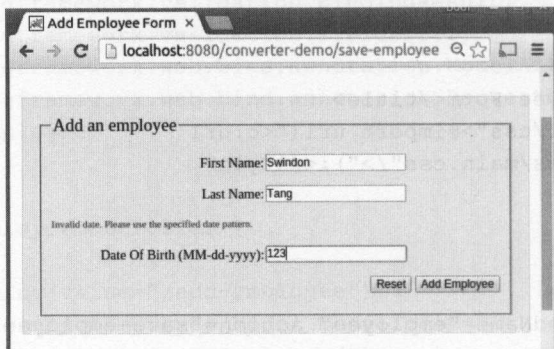 Add Employee Form
localhost:8080/converter-demo/save-employee
Add an employee
First Name: Swindon
Last Name: Tang
Invalid date. Please use the specified date pattern.
Date Of Birth (MM-dd-yyyy): 123
Reset Add Employee